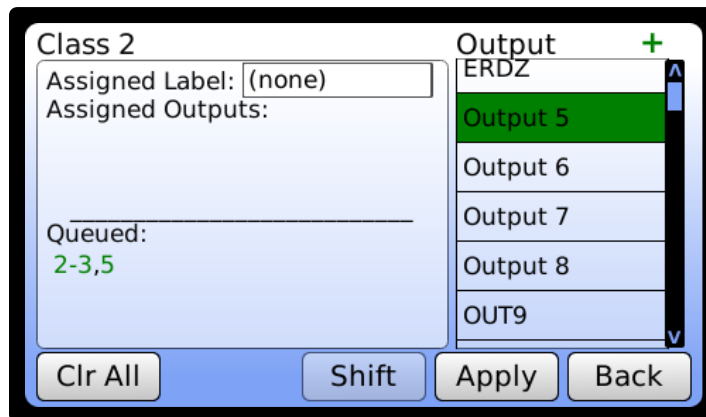 Class 2
Assigned Label: (none)
Assigned Outputs:
Queued:
2-3,5
Output +
ERDZ
Output 5
Output 6
Output 7
Output 8
OUT9
Clr All
Shift
Apply
Back